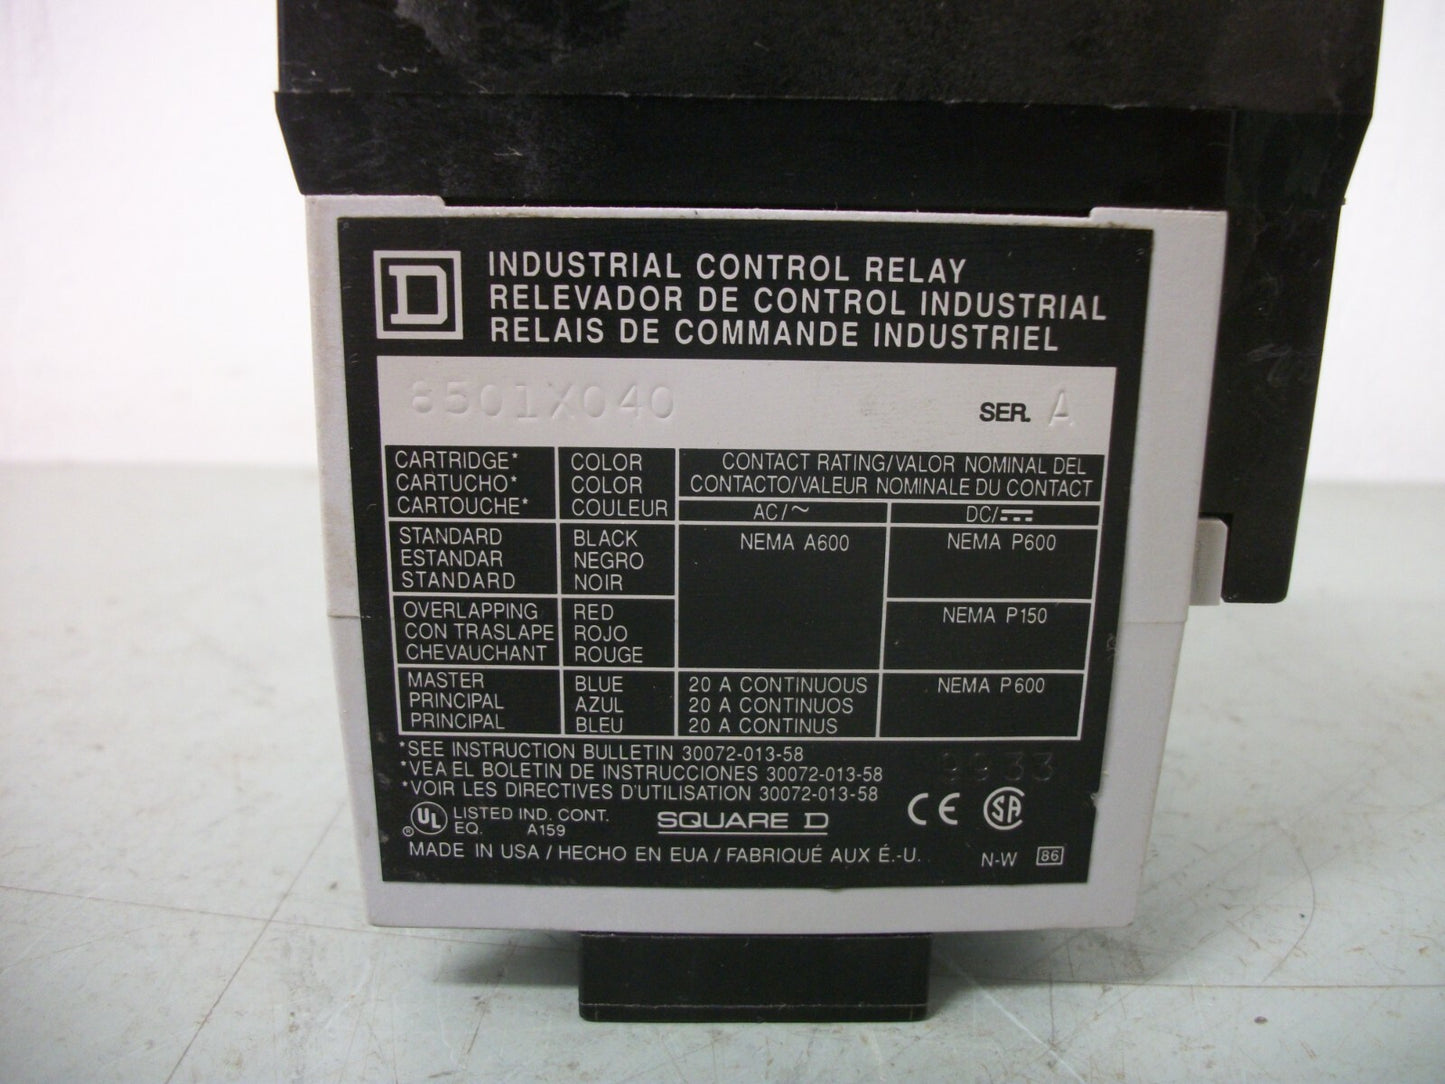 D
INDUSTRIAL CONTROL RELAY
RELEVADOR DE CONTROL INDUSTRIAL
RELAIS DE COMMANDE INDUSTRIEL
8501XO40
SER. A
CARTRIDGE*
CARTUCHO*
CARTOUCHE*
COLOR
COLOR
COULEUR
CONTACT RATING/VALOR NOMINAL DEL
CONTACTO/VALEUR NOMINALE DU CONTACT
AC/~
DC/⎓
STANDARD
ESTANDAR
STANDARD
BLACK
NEGRO
NOIR
NEMA A600
NEMA P600
OVERLAPPING
CON TRASLAPE
CHEVAUCHANT
RED
ROJO
ROUGE
NEMA P150
MASTER
PRINCIPAL
PRINCIPAL
BLUE
AZUL
BLEU
20 A CONTINUOUS
20 A CONTINUOS
20 A CONTINUS
NEMA P600
*SEE INSTRUCTION BULLETIN 30072-013-58
*VEA EL BOLETIN DE INSTRUCCIONES 30072-013-58
*VOIR LES DIRECTIVES D'UTILISATION 30072-013-58
9933
UL ® LISTED IND. CONT.
EQ. A159
SQUARE D
CE SA
MADE IN USA / HECHO EN EUA / FABRIQUÉ AUX É.-U.
N-W 86